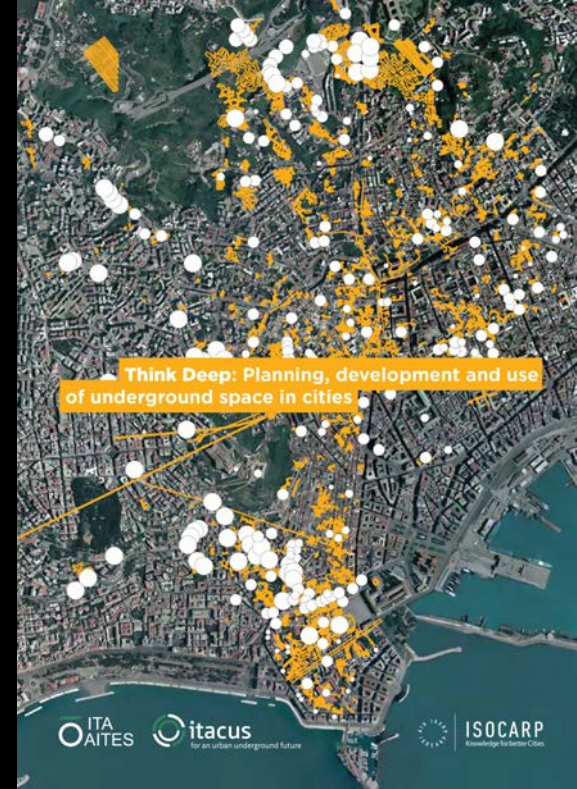 Think Deep: Planning, development and use
of underground space in cities
ITA
AITES
itacus
for an urban underground future
ISOCARP
Knowledge for better Cities